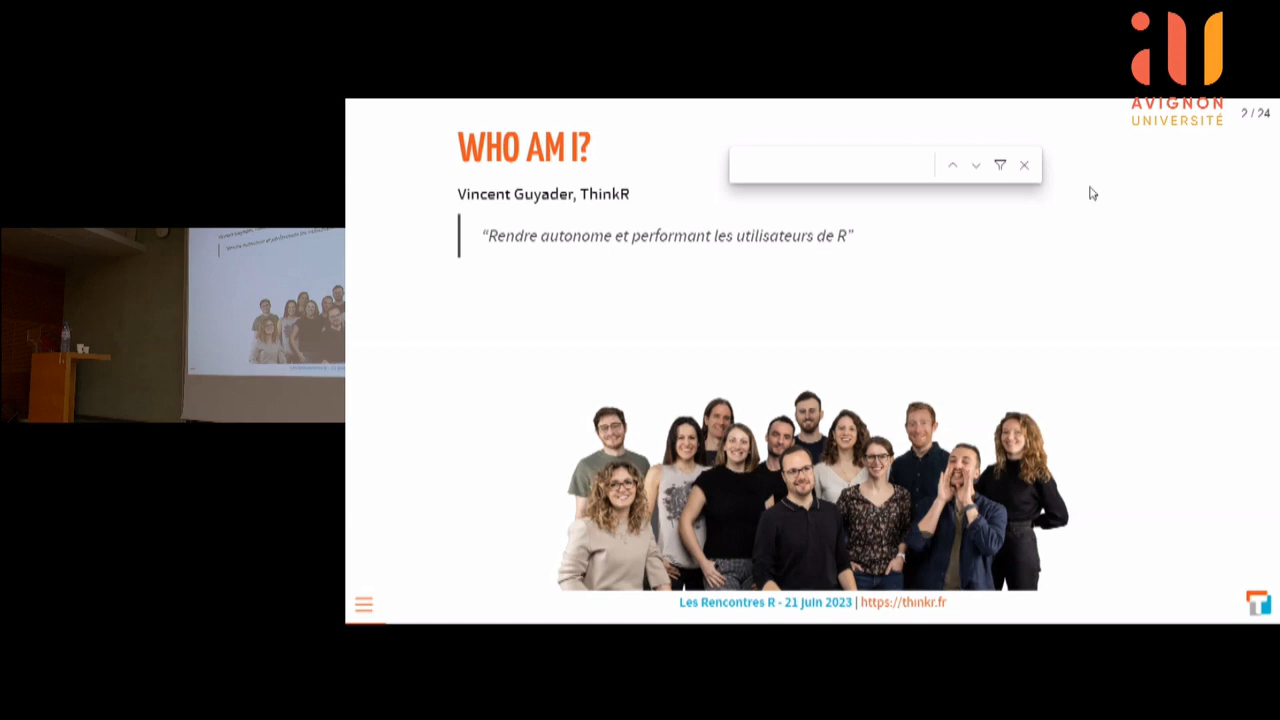 AVIGNON
UNIVERSITÉ
2 / 24
WHO AM I?
Vincent Guyader, ThinkR
“Rendre autonome et performant les utilisateurs de R”
Les Rencontres R - 21 juin 2023 | https://thinkr.fr